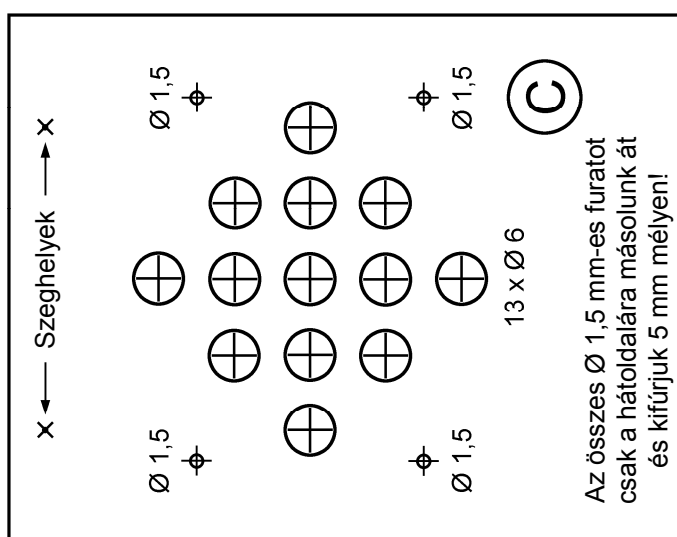 Szeghelyek
Ø 1,5
Ø 1,5
Ø 1,5
Ø 1,5
13 x Ø 6
C
Az összes Ø 1,5 mm-es furatot
csak a hátoldalára másolunk át
és kifúrjuk 5 mm mélyen!